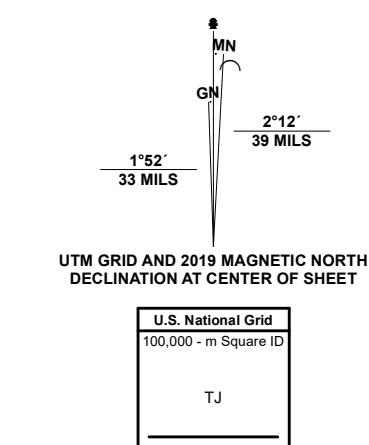 MN
GN
2°12´
39 MILS
1°52´
33 MILS
UTM GRID AND 2019 MAGNETIC NORTH
DECLINATION AT CENTER OF SHEET
U.S. National Grid
100,000 - m Square ID
TJ